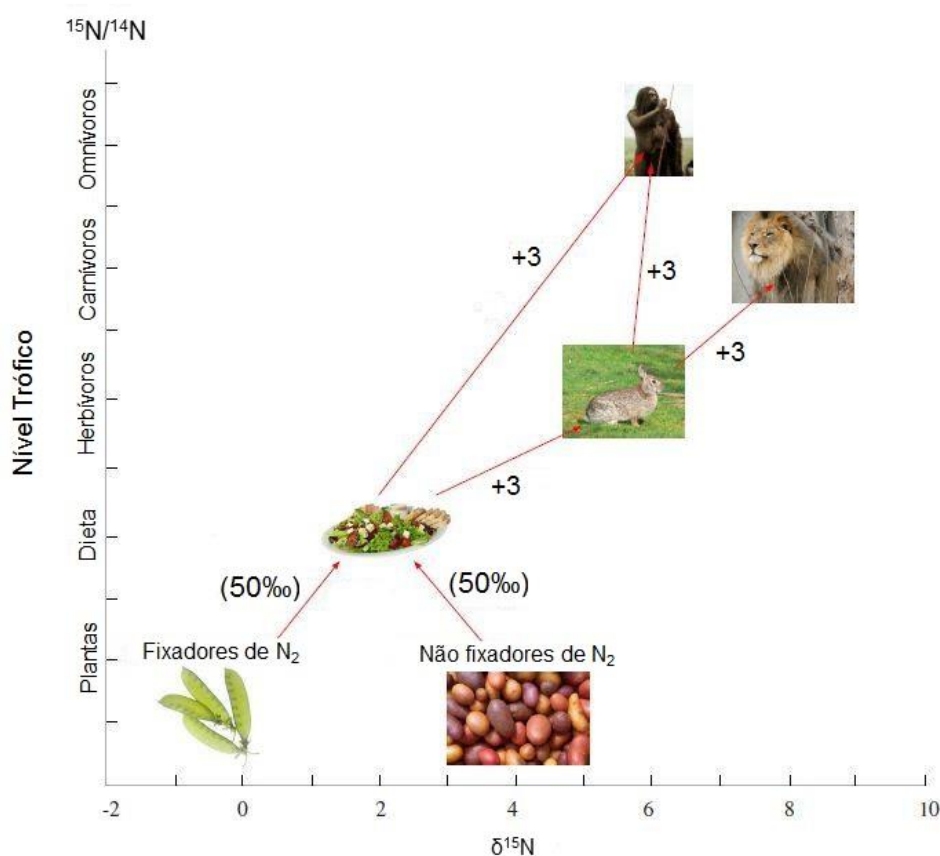 ¹⁵N/¹⁴N
Omnívoros
Carnívoros
Herbívoros
Dieta
Plantas
Nível Trófico
+3
+3
+3
+3
(50‰)
(50‰)
Fixadores de N₂
Não fixadores de N₂
-2 0 2 4 6 8 10
δ¹⁵N